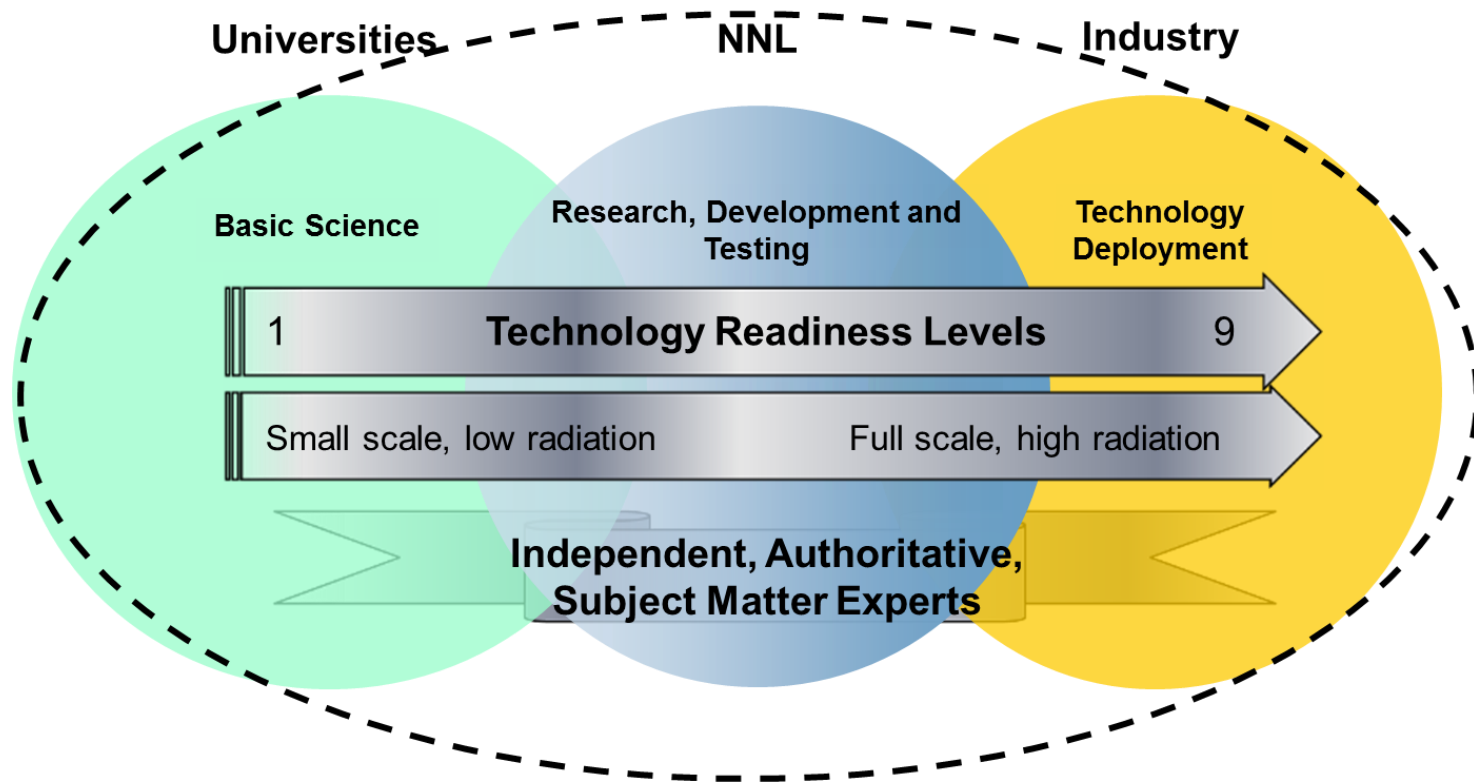 Universities
NNL
Industry
Basic Science
Research, Development and
Testing
Technology
Deployment
1
Technology Readiness Levels
9
Small scale, low radiation
Full scale, high radiation
Independent, Authoritative,
Subject Matter Experts